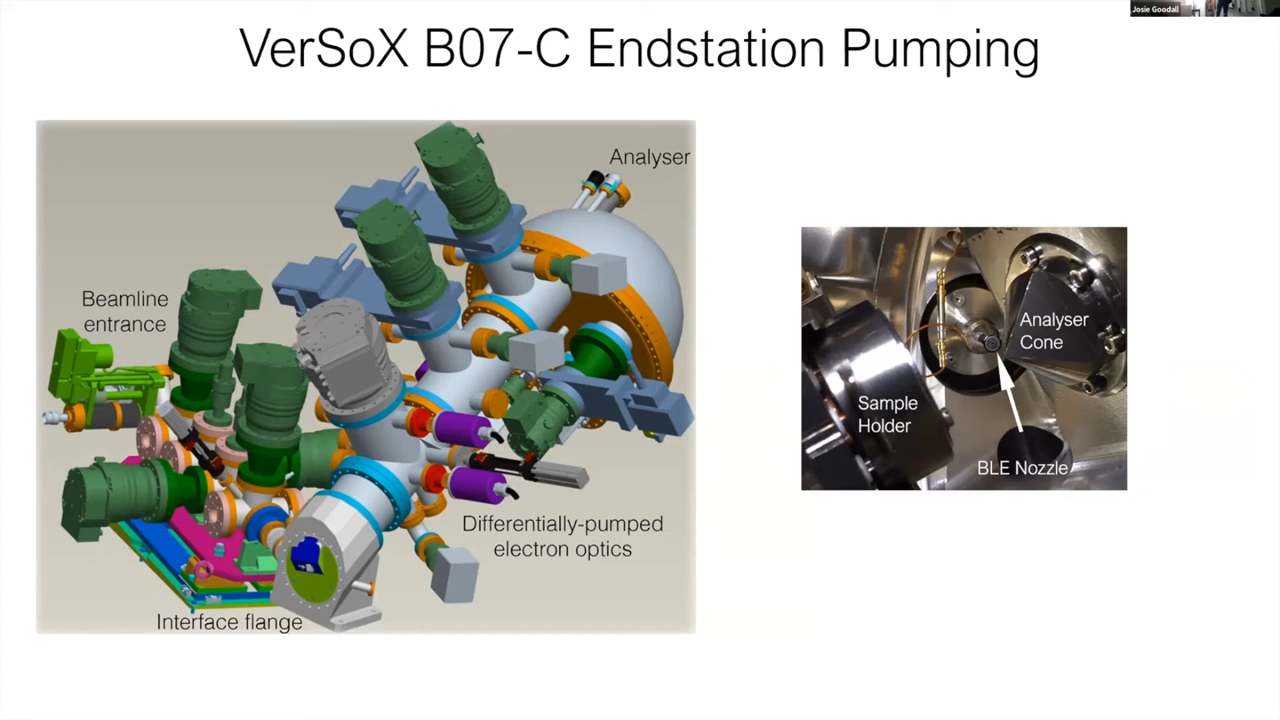 Josie Goodall
VerSoX B07-C Endstation Pumping
Analyser
Beamline
entrance
Differentially-pumped
electron optics
Interface flange
Analyser
Cone
Sample
Holder
BLE Nozzle